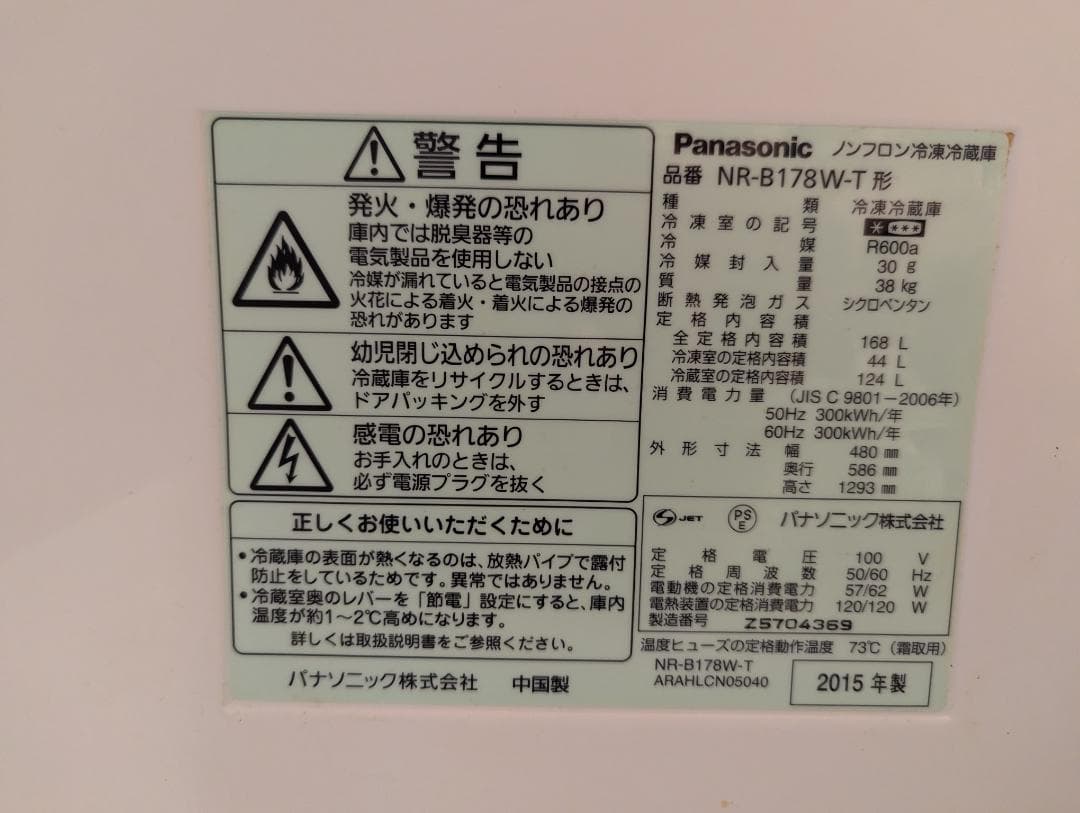 警告
発火・爆発の恐れあり
庫内では脱臭器等の
電気製品を使用しない
冷媒が漏れていると電気製品の接点の
火花による着火・着火による爆発の
恐れがあります
幼児閉じ込められの恐れあり
冷蔵庫をリサイクルするときは、
ドアパッキングを外す
感電の恐れあり
お手入れのときは、
必ず電源プラグを抜く
正しくお使いいただくために
・冷蔵庫の表面が熱くなるのは、放熱パイプで露付
防止をしているためです。異常ではありません。
・冷蔵室奥のレバーを「節電」設定にすると、庫内
温度が約1〜2℃高めになります。
詳しくは取扱説明書をご参照ください。
パナソニック株式会社 中国製
Panasonic ノンフロン冷凍冷蔵庫
品番 NR-B178W-T 形
種類 冷凍冷蔵庫
冷凍室の記号 * ***
冷媒 R600a
冷媒封入量 30 g
質量 38 kg
断熱発泡ガス シクロペンタン
定格内容積
全定格内容積 168 L
冷凍室の定格内容積 44 L
冷蔵室の定格内容積 124 L
消費電力量 (JIS C 9801-2006年)
50Hz 300kWh/年
60Hz 300kWh/年
外形寸法 幅 480 mm
奥行 586 mm
高さ 1293 mm
S JET PS E パナソニック株式会社
定格電圧 100 V
定格周波数 50/60 Hz
電動機の定格消費電力 57/62 W
電熱装置の定格消費電力 120/120 W
製造番号 Z5704369
温度ヒューズの定格動作温度 73℃(霜取用)
NR-B178W-T
ARAHLCN05040
2015 年製